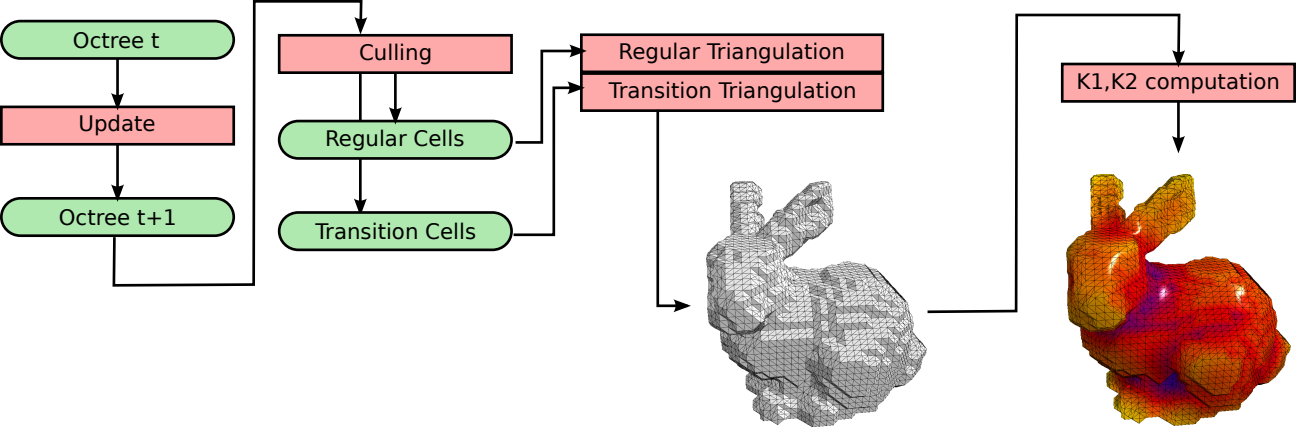 Octree t
Update
Octree t+1
Culling
Regular Cells
Transition Cells
Regular Triangulation
Transition Triangulation
K1,K2 computation